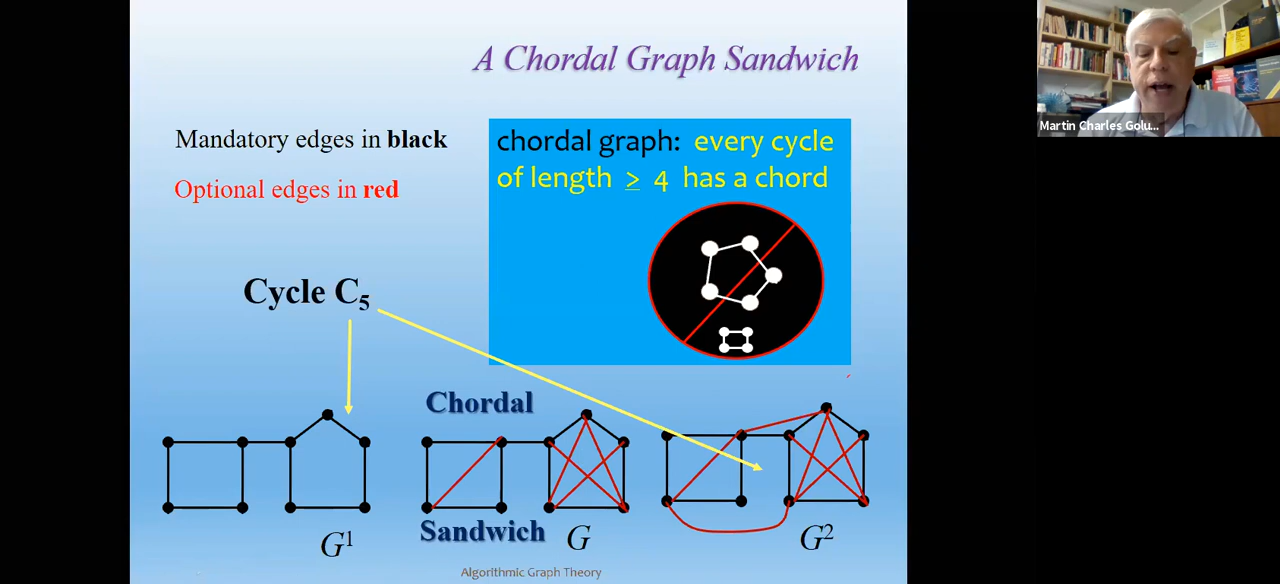 A Chordal Graph Sandwich
Martin Charles Golu...
Mandatory edges in black
Optional edges in red
chordal graph: every cycle
of length ≥ 4 has a chord
Cycle C₅
Chordal
Sandwich
G¹
G
G²
Algorithmic Graph Theory